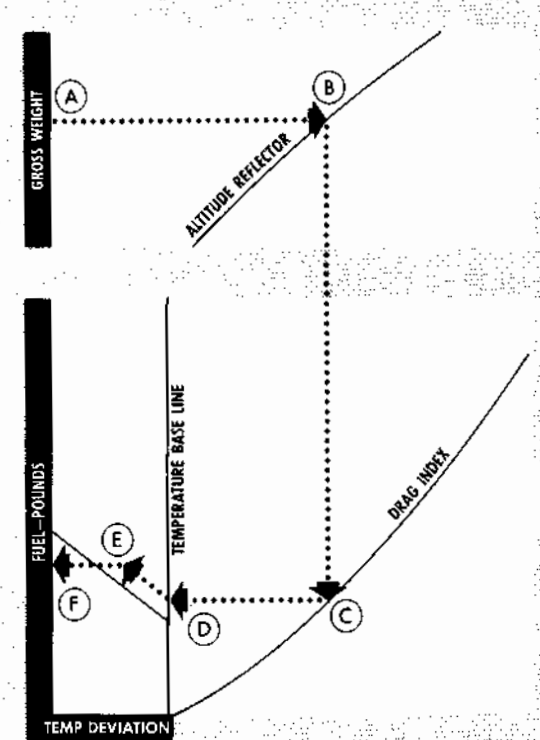 A
B
GROSS WEIGHT
ALTITUDE REFLECTOR
TEMPERATURE BASE LINE
FUEL—POUNDS
DRAG INDEX
E
F
D
C
TEMP DEVIATION